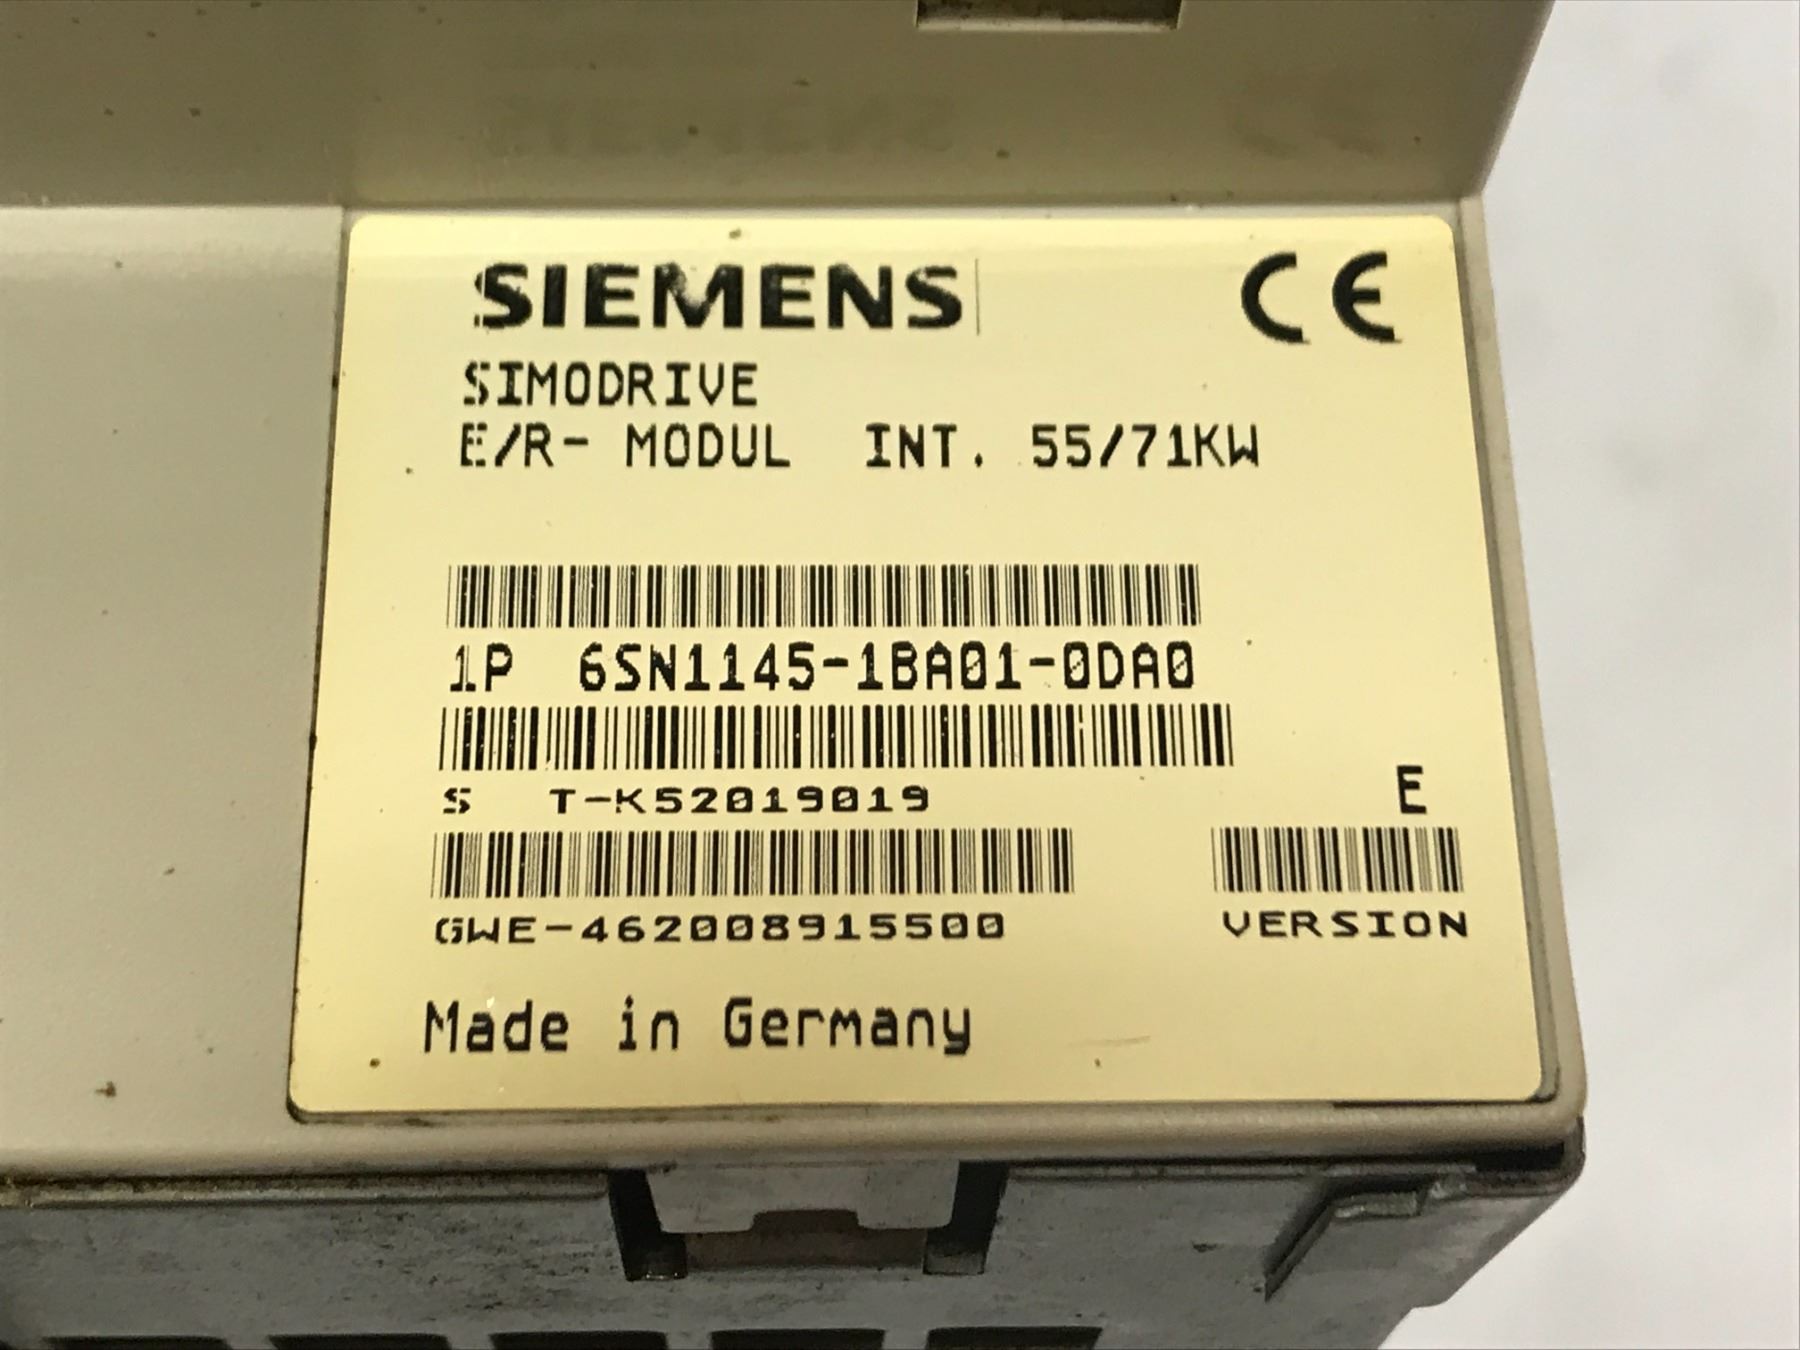 SIEMENS CE
SIMODRIVE
E/R- MODUL INT. 55/71KW
1P 6SN1145-1BA01-0DA0
S T-K52019019 E
GWE-462008915500 VERSION
Made in Germany